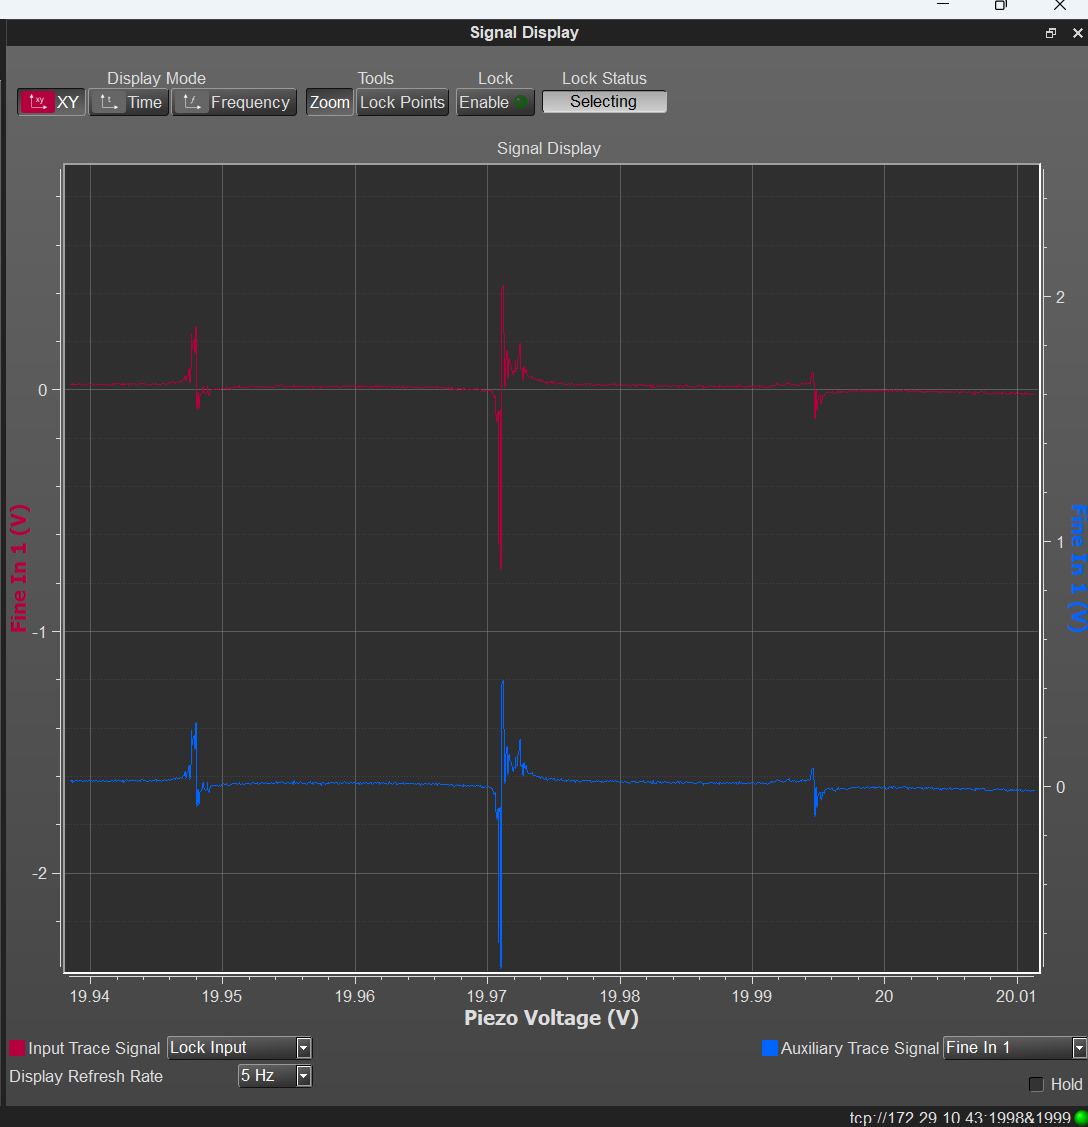 Signal Display
Display Mode Tools Lock Lock Status
XY Time Frequency Zoom Lock Points Enable Selecting
Signal Display
2
0
Fine In 1 (V)
1
Fine In 1 (V)
-1
0
-2
19.94 19.95 19.96 19.97 19.98 19.99 20 20.01
Piezo Voltage (V)
Input Trace Signal Lock Input Auxiliary Trace Signal Fine In 1
Display Refresh Rate 5 Hz
Hold
tcp://172.29.10.43:1998&1999